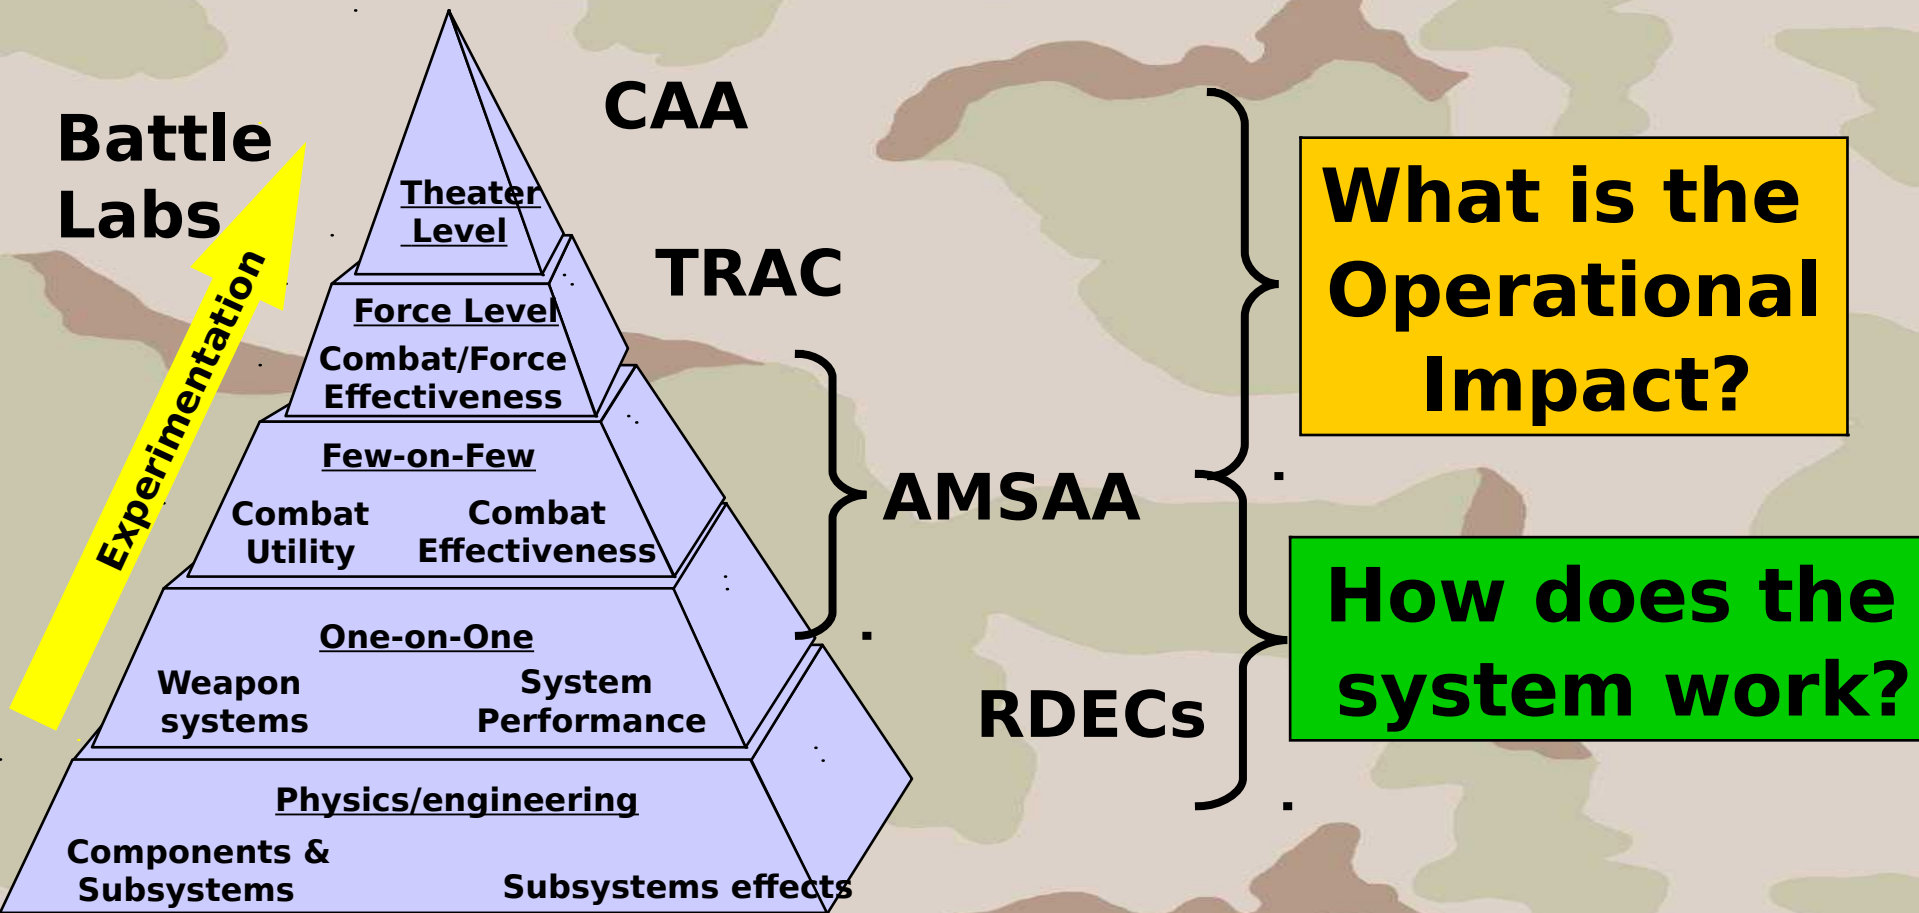 Battle
Labs
Experimentation
CAA
TRAC
AMSAA
RDECs
Theater
Level
Force Level
Combat/Force
Effectiveness
Few-on-Few
Combat
Utility
Combat
Effectiveness
One-on-One
Weapon
systems
System
Performance
Physics/engineering
Components &
Subsystems
Subsystems effects
What is the
Operational
Impact?
How does the
system work?